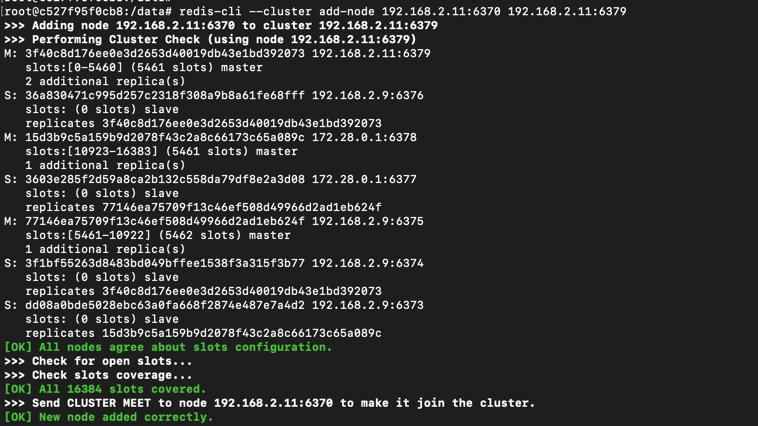 root@c527f95f0cb3:/data# redis-cli --cluster add-node 192.168.2.11:6370 192.168.2.11:6379
>>> Adding node 192.168.2.11:6370 to cluster 192.168.2.11:6379
>>> Performing Cluster Check (using node 192.168.2.11:6379)
M: 3f40c8d176ee0e3d2653d40019db43e1bd392073 192.168.2.11:6379
   slots:[0-5460] (5461 slots) master
   2 additional replica(s)
S: 36a830471c995d257c2318f308a9b8a61fe68fff 192.168.2.9:6376
   slots: (0 slots) slave
   replicates 3f40c8d176ee0e3d2653d40019db43e1bd392073
M: 15d3b9c5a159b9d2078f43c2a8c66173c65a089c 172.28.0.1:6378
   slots:[10923-16383] (5461 slots) master
   1 additional replica(s)
S: 3603e285f2d59a8ca2b132c558da79df8e2a3d08 172.28.0.1:6377
   slots: (0 slots) slave
   replicates 77146ea75709f13c46ef508d49966d2ad1eb624f
M: 77146ea75709f13c46ef508d49966d2ad1eb624f 192.168.2.9:6375
   slots:[5461-10922] (5462 slots) master
   1 additional replica(s)
S: 3f1bf55263d8483bd049bffee1538f3a315f3b77 192.168.2.9:6374
   slots: (0 slots) slave
   replicates 3f40c8d176ee0e3d2653d40019db43e1bd392073
S: dd08a0bde5028ebc63a0fa668f2874e487e7a4d2 192.168.2.9:6373
   slots: (0 slots) slave
   replicates 15d3b9c5a159b9d2078f43c2a8c66173c65a089c
[OK] All nodes agree about slots configuration.
>>> Check for open slots...
>>> Check slots coverage...
[OK] All 16384 slots covered.
>>> Send CLUSTER MEET to node 192.168.2.11:6370 to make it join the cluster.
[OK] New node added correctly.